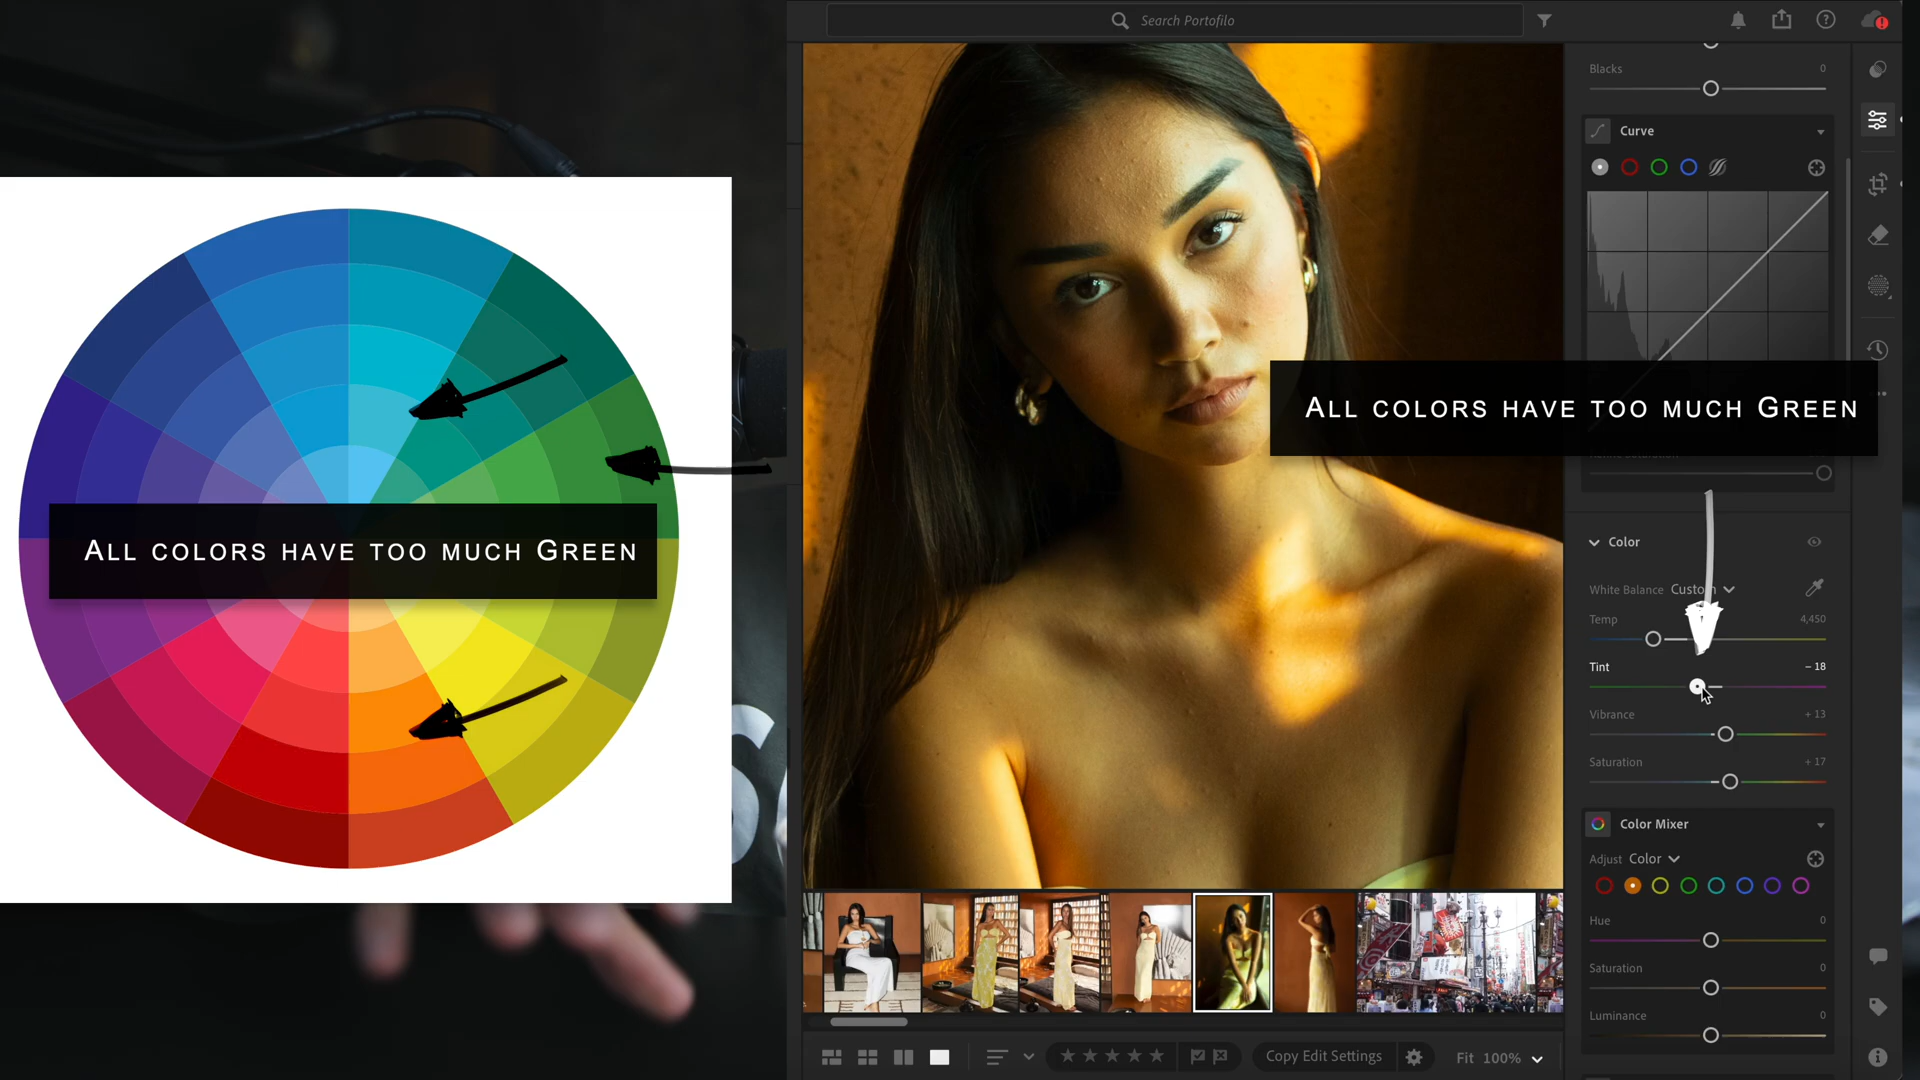 Search Portofilo
Blacks 0
Curve
ALL COLORS HAVE TOO MUCH GREEN
ALL COLORS HAVE TOO MUCH GREEN
Color
White Balance Custom
Temp 4,450
Tint – 18
Vibrance + 13
Saturation + 17
Color Mixer
Adjust Color
Hue 0
Saturation 0
Luminance 0
Copy Edit Settings
Fit 100%